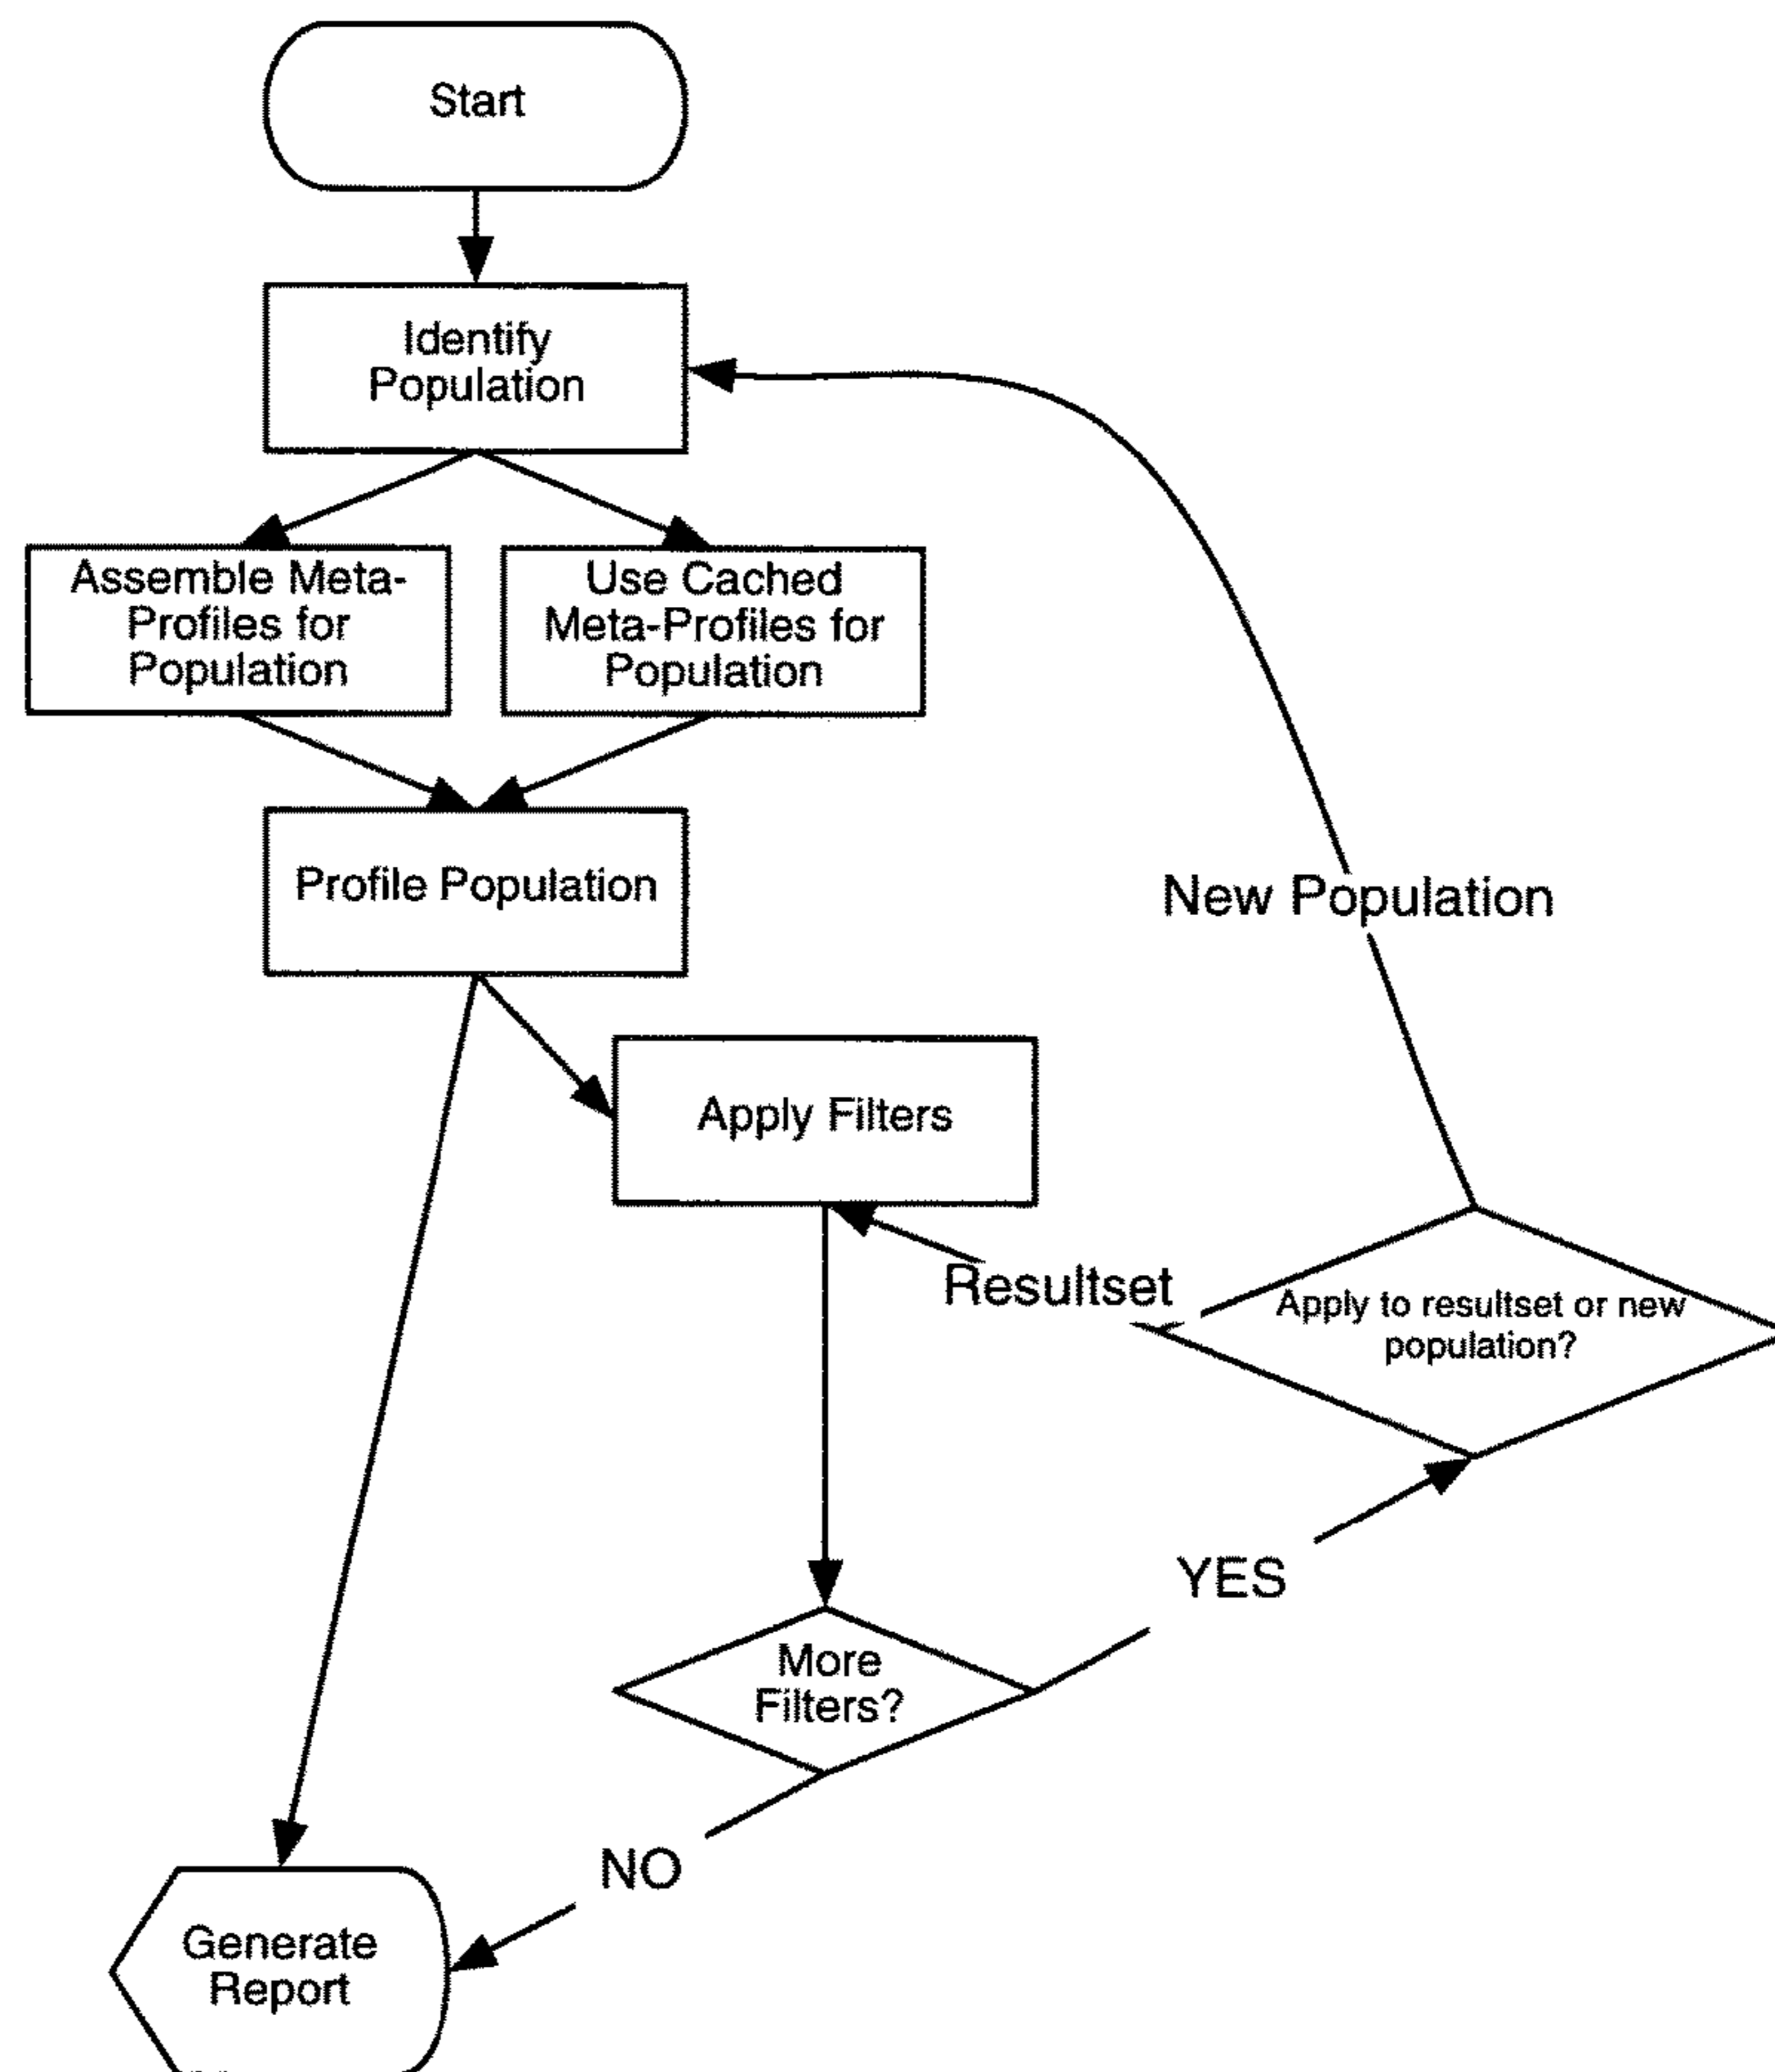 Start
Identify
Population
Assemble Meta-
Profiles for
Population
Use Cached
Meta-Profiles for
Population
Profile Population
New Population
Apply Filters
Resultset
Apply to resultset or new
population?
YES
More
Filters?
NO
Generate
Report